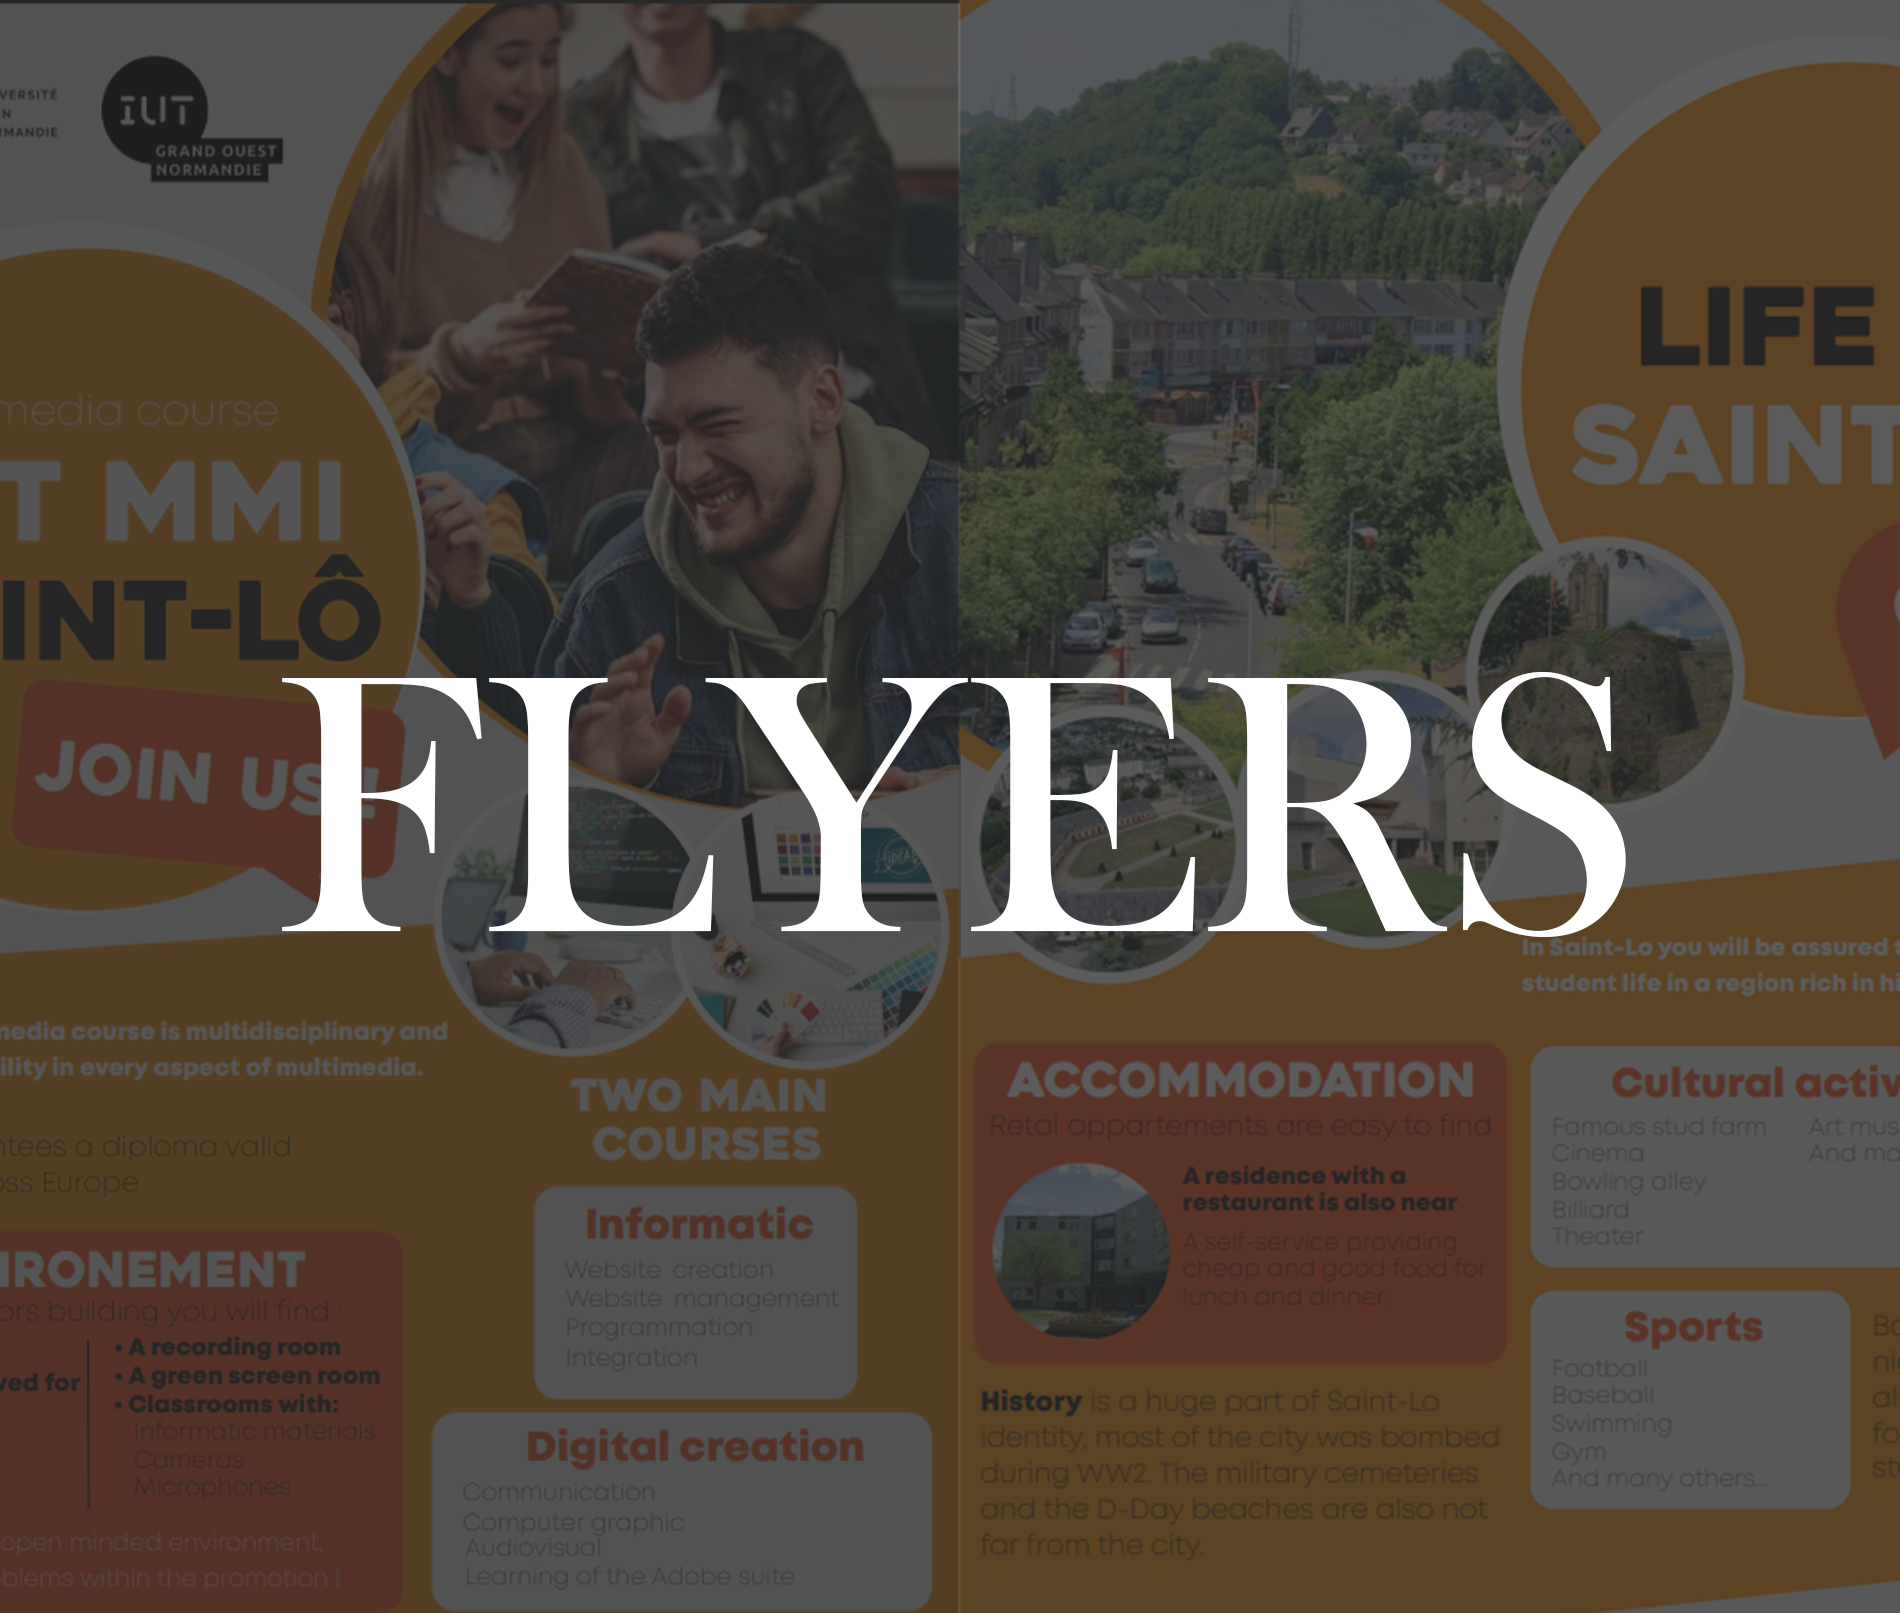 VERSITÉ
N
RMANDIE
IUT
GRAND OUEST
NORMANDIE
media course
T MMI
INT-LÔ
JOIN US!
FLYERS
media course is multidisciplinary and
ility in every aspect of multimedia.
ntees a diploma valid
oss Europe
IRONEMENT
ors building you will find :
ved for
• A recording room
• A green screen room
• Classrooms with:
Informatic materials
Cameras
Microphones
open minded environment,
blems within the promotion !
TWO MAIN
COURSES
Informatic
Website creation
Website management
Programmation
Integration
Digital creation
Communication
Computer graphic
Audiovisual
Learning of the Adobe suite
LIFE
SAINT
In Saint-Lo you will be assured t
student life in a region rich in hi
ACCOMMODATION
Retal appartements are easy to find
A residence with a
restaurant is also near
A self-service providing
cheap and good food for
lunch and dinner.
History is a huge part of Saint-Lo
identity, most of the city was bombed
during WW2. The military cemeteries
and the D-Day beaches are also not
far from the city.
Cultural activ
Famous stud farm
Cinema
Bowling alley
Billiard
Theater
Art mus
And ma
Sports
Football
Baseball
Swimming
Gym
And many others...
Ba
nig
als
fo
stu